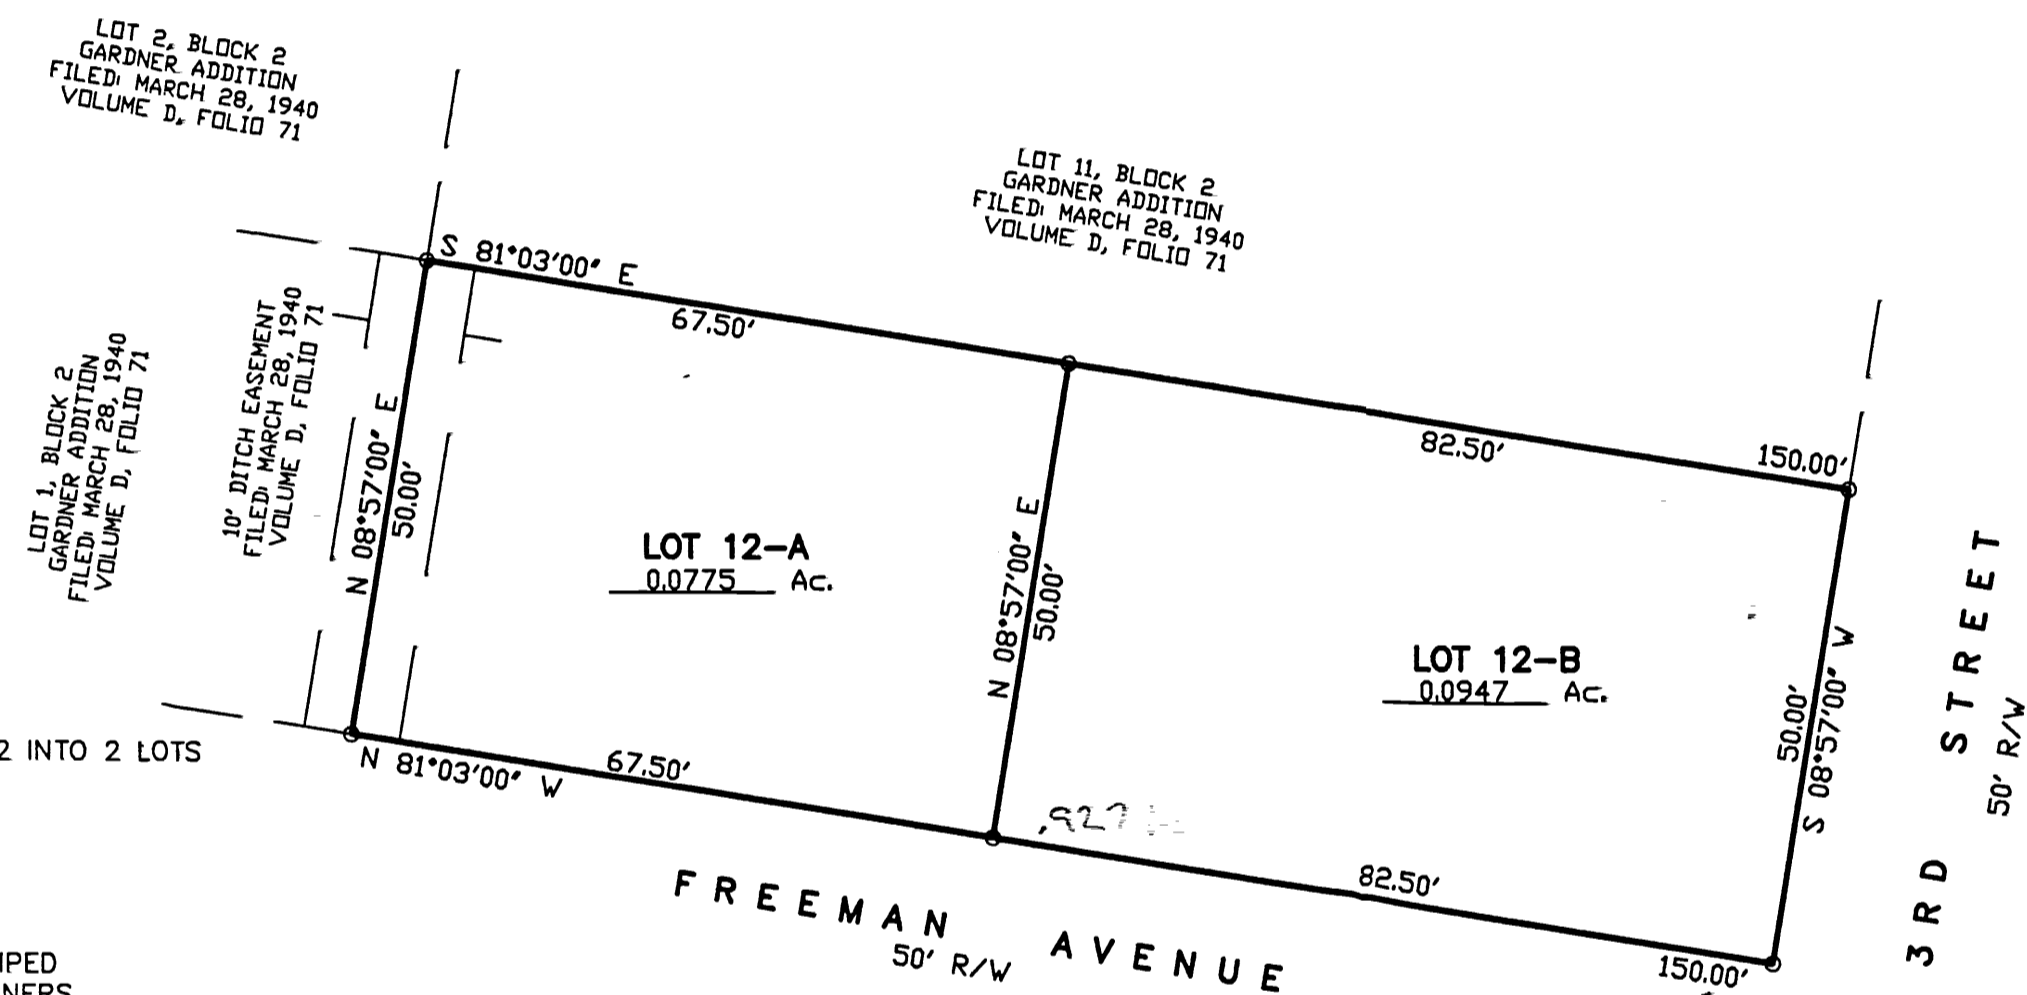 LOT 2, BLOCK 2
GARDNER ADDITION
FILED: MARCH 28, 1940
VOLUME D, FOLIO 71
LOT 11, BLOCK 2
GARDNER ADDITION
FILED: MARCH 28, 1940
VOLUME D, FOLIO 71
S 81°03'00" E
67.50'
82.50'
150.00'
LOT 1, BLOCK 2
GARDNER ADDITION
FILED: MARCH 28, 1940
VOLUME D, FOLIO 71
10' DITCH EASEMENT
FILED: MARCH 28, 1940
VOLUME D, FOLIO 71
N 08°57'00" E
50.00'
LOT 12-A
0.0775 Ac.
N 08°57'00" E
50.00'
LOT 12-B
0.0947 Ac.
50.00'
S 08°57'00" W
3RD STREET
50' R/W
2 INTO 2 LOTS
N 81°03'00" W
67.50'
82.50'
150.00'
FREEMAN AVENUE
50' R/W